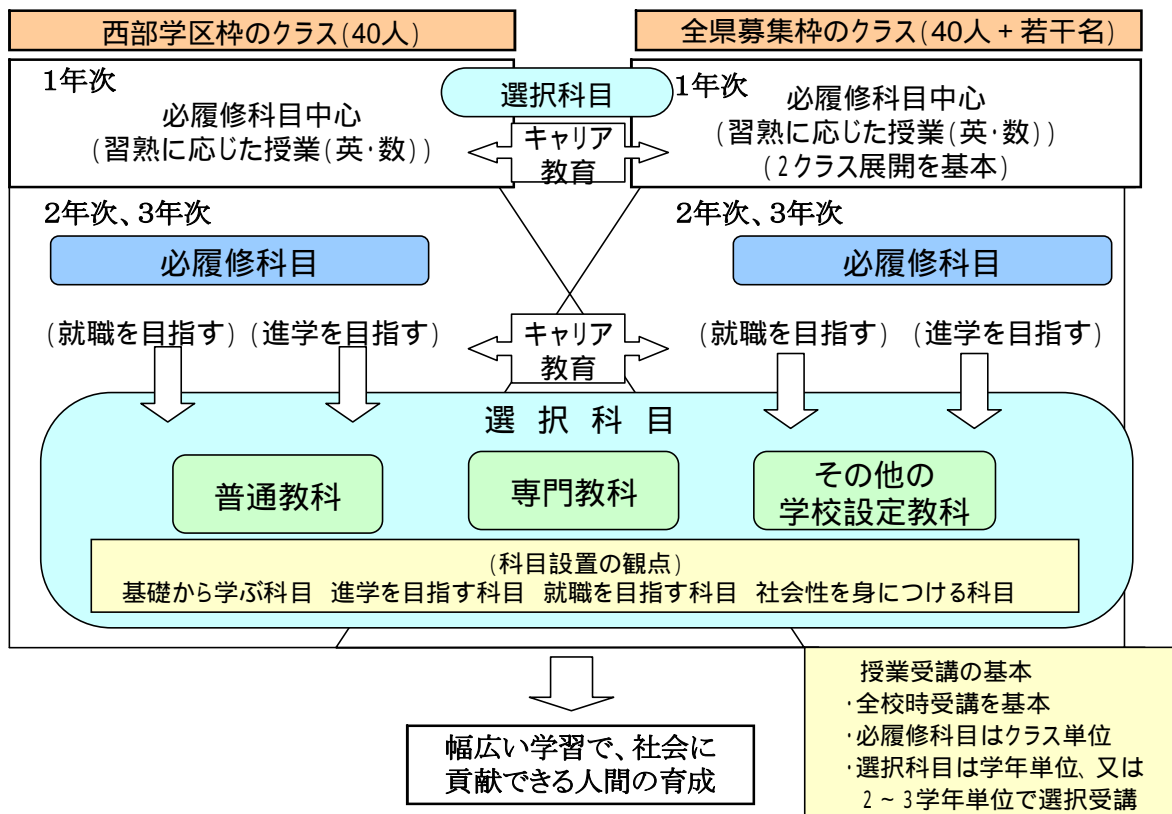 西部学区枠のクラス(40人)
全県募集枠のクラス(40人+若干名)
1年次
必履修科目中心
(習熟に応じた授業(英･数))
選択科目
キャリア
教育
1年次
必履修科目中心
(習熟に応じた授業(英･数))
(2クラス展開を基本)
2年次、3年次
必履修科目
2年次、3年次
必履修科目
(就職を目指す)
(進学を目指す)
キャリア
教育
(就職を目指す)
(進学を目指す)
選択科目
普通教科
専門教科
その他の
学校設定教科
(科目設置の観点)
基礎から学ぶ科目 進学を目指す科目 就職を目指す科目 社会性を身につける科目
幅広い学習で、社会に
貢献できる人間の育成
授業受講の基本
･全校時受講を基本
･必履修科目はクラス単位
･選択科目は学年単位、又は
2~3学年単位で選択受講